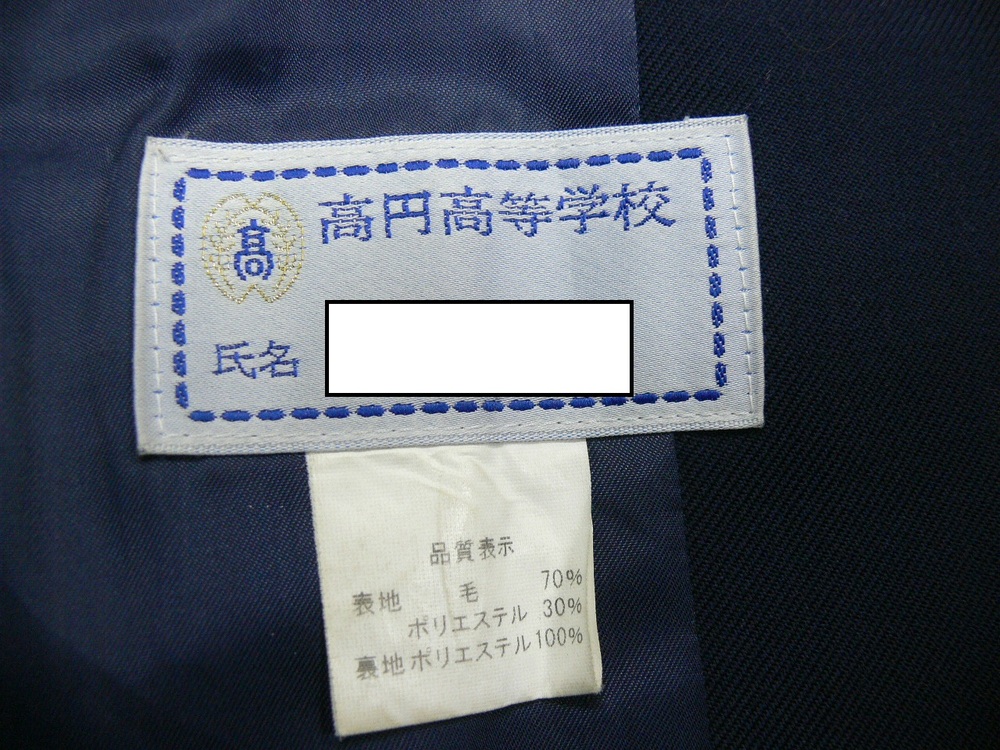 高
高円高等学校
氏名
品質表示
表地 毛 70%
ポリエステル 30%
裏地 ポリエステル 100%